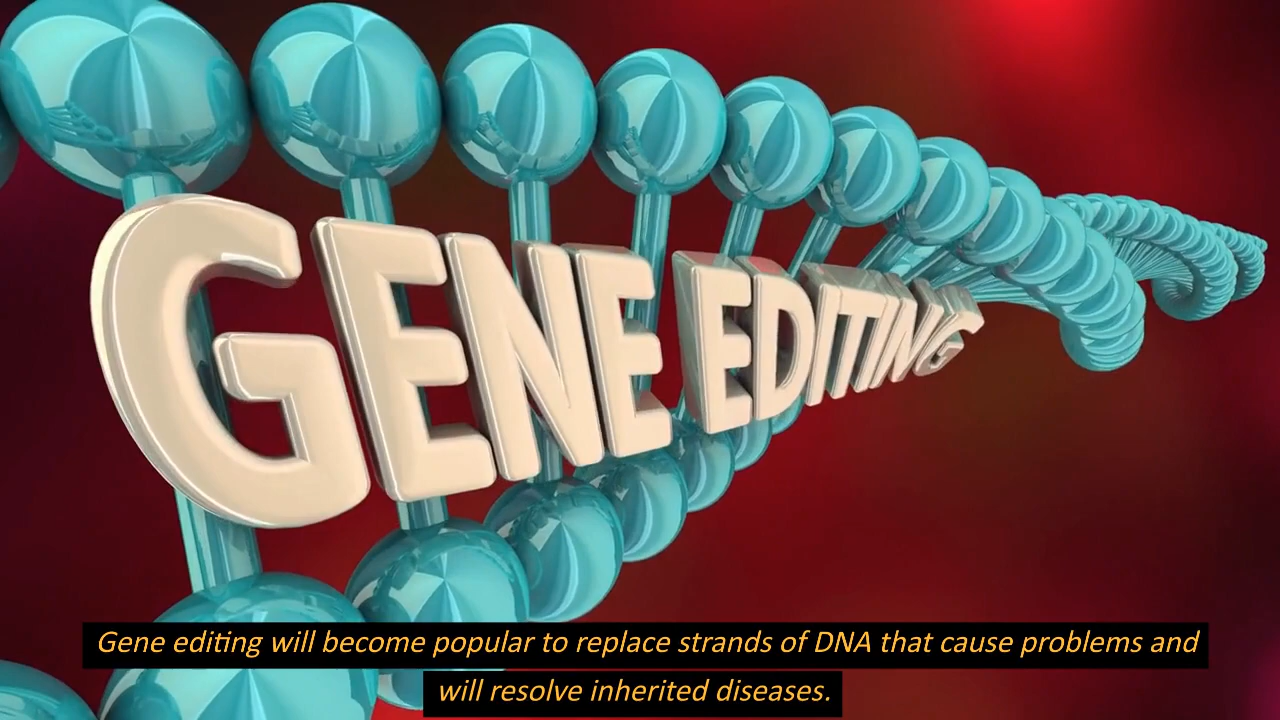 GENE EDITING
Gene editing will become popular to replace strands of DNA that cause problems and
will resolve inherited diseases.